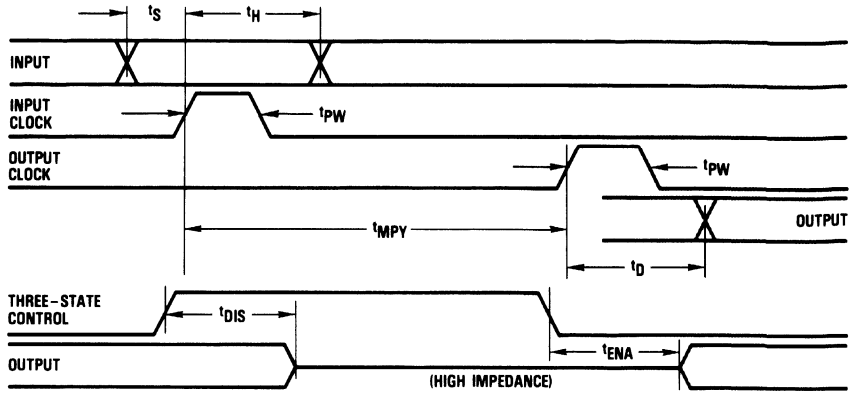 tS
tH
INPUT
INPUT
CLOCK
tPW
OUTPUT
CLOCK
tPW
OUTPUT
tMPY
tD
THREE-STATE
CONTROL
tDIS
tENA
OUTPUT
(HIGH IMPEDANCE)